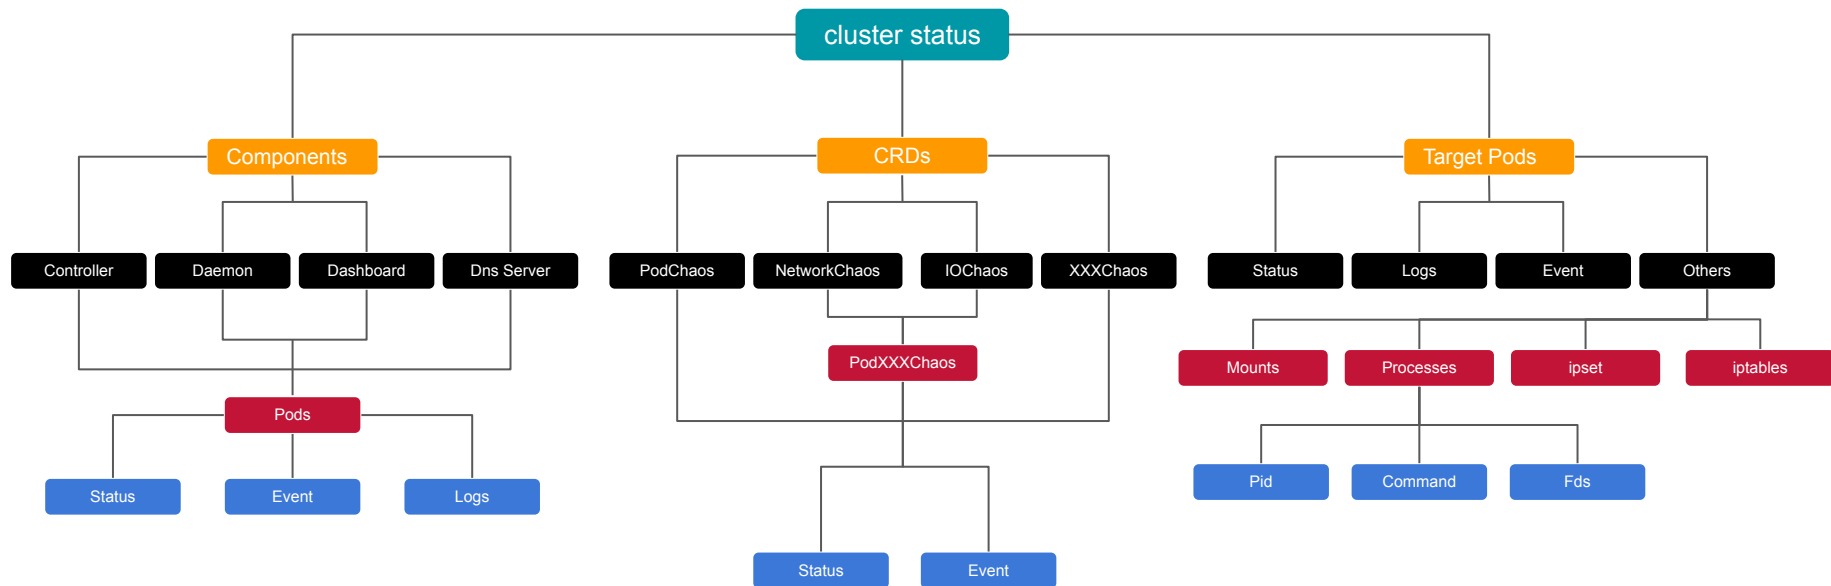 cluster status
Components
CRDs
Target Pods
Controller
Daemon
Dashboard
Dns Server
PodChaos
NetworkChaos
IOChaos
XXXChaos
Status
Logs
Event
Others
PodXXXChaos
Mounts
Processes
ipset
iptables
Pods
Status
Event
Logs
Pid
Command
Fds
Status
Event